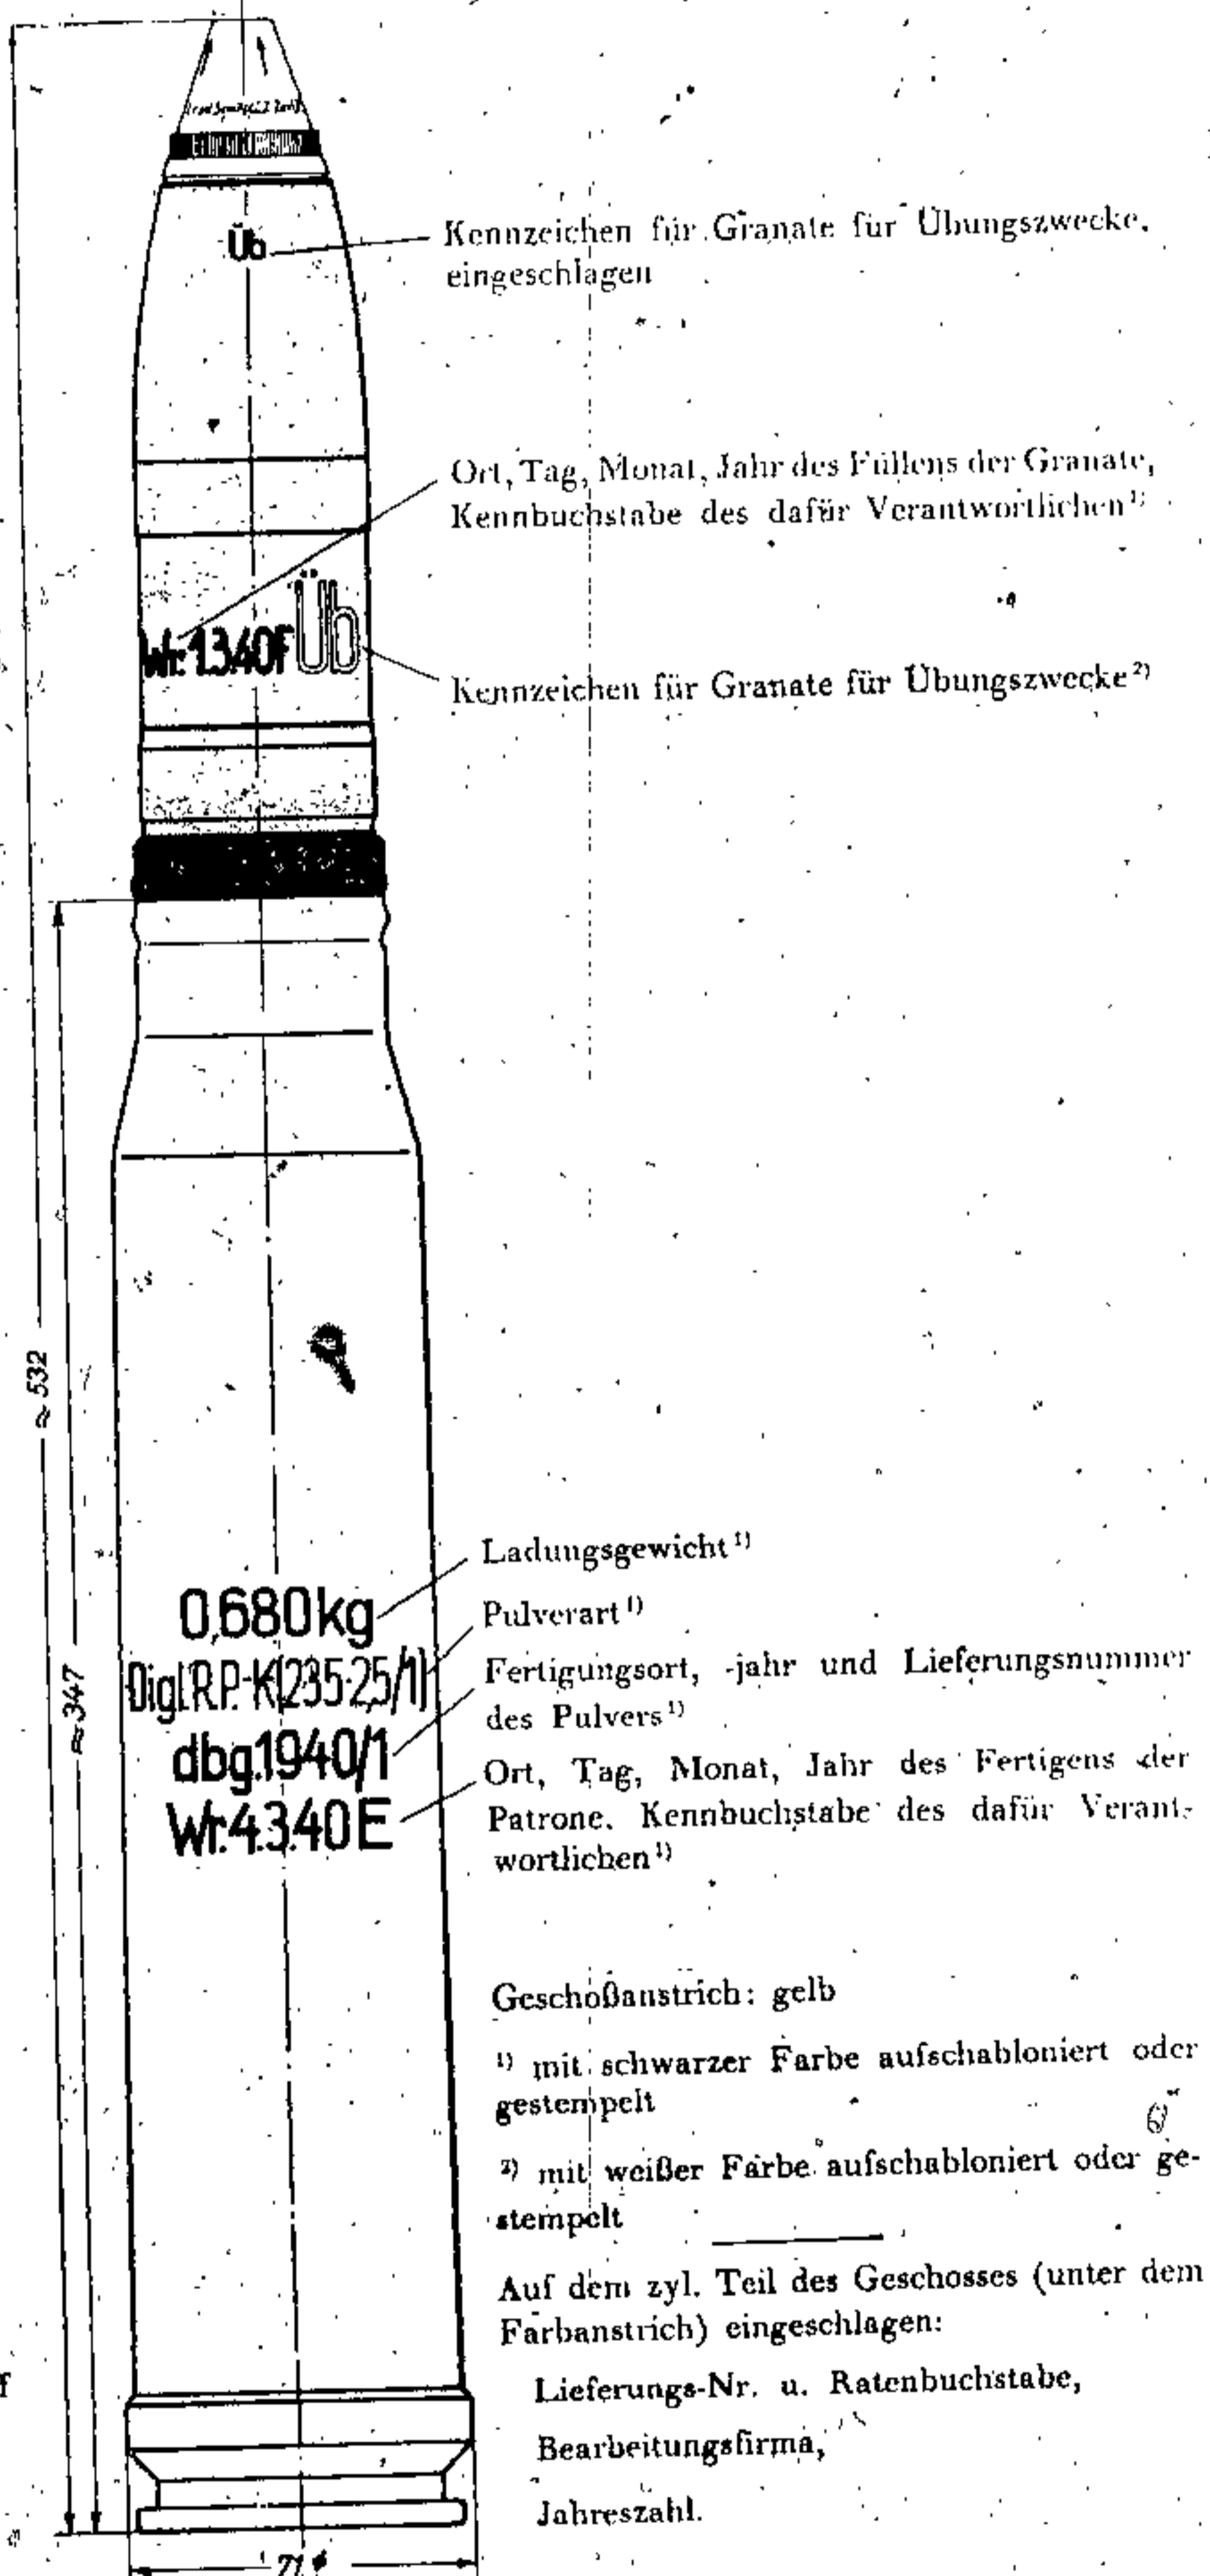 Üb
Kennzeichen für Granate für Übungszwecke,
eingeschlagen
Ort, Tag, Monat, Jahr des Füllens der Granate,
Kennbuchstabe des dafür Verantwortlichen¹⁾
Wr. 1.3.40 F Üb
Kennzeichen für Granate für Übungszwecke²⁾
≈ 532
≈ 347
Ladungsgewicht¹⁾
0,680 kg
Pulverart¹⁾
Digl.R.P.-K(235·2,5/1)
Fertigungsort, -jahr und Lieferungsnummer
des Pulvers¹⁾
dbg.1940/1
Ort, Tag, Monat, Jahr des Fertigens der
Patrone. Kennbuchstabe des dafür Verant-
wortlichen¹⁾
Wr.4.3.40 E
Geschoßanstrich: gelb
¹⁾ mit schwarzer Farbe aufschabloniert oder
gestempelt
²⁾ mit weißer Farbe aufschabloniert oder ge-
stempelt
Auf dem zyl. Teil des Geschosses (unter dem
Farbanstrich) eingeschlagen:
Lieferungs-Nr. u. Ratenbuchstabe,
Bearbeitungsfirma,
Jahreszahl.
f